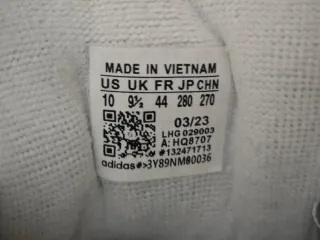 MADE IN VIETNAM
US UK FR JP CHN
10 9½ 44 280 270
03/23
LHG 029003
A: HQ8707
#132471713
adidas#>3Y89NM80036